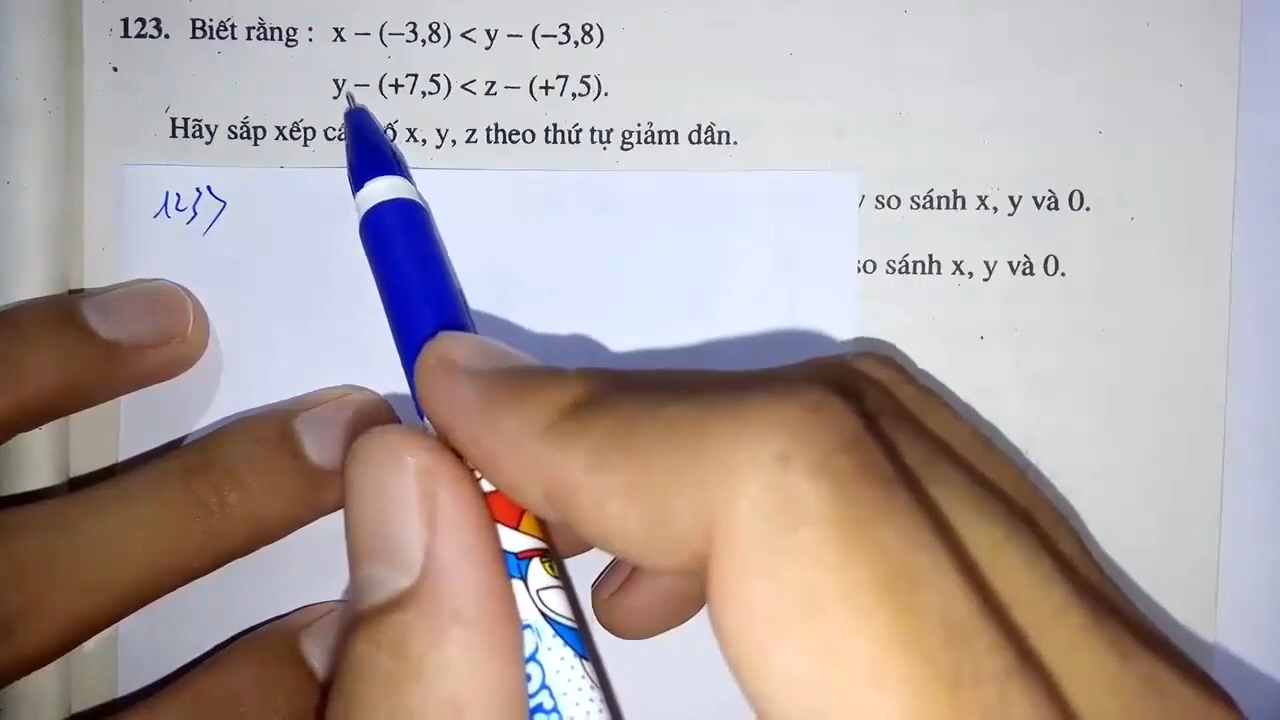 123. Biết rằng : x – (–3,8) < y – (–3,8)
y – (+7,5) < z – (+7,5).
Hãy sắp xếp x, y, z theo thứ tự giảm dần.
so sánh x, y và 0.
so sánh x, y và 0.
123)